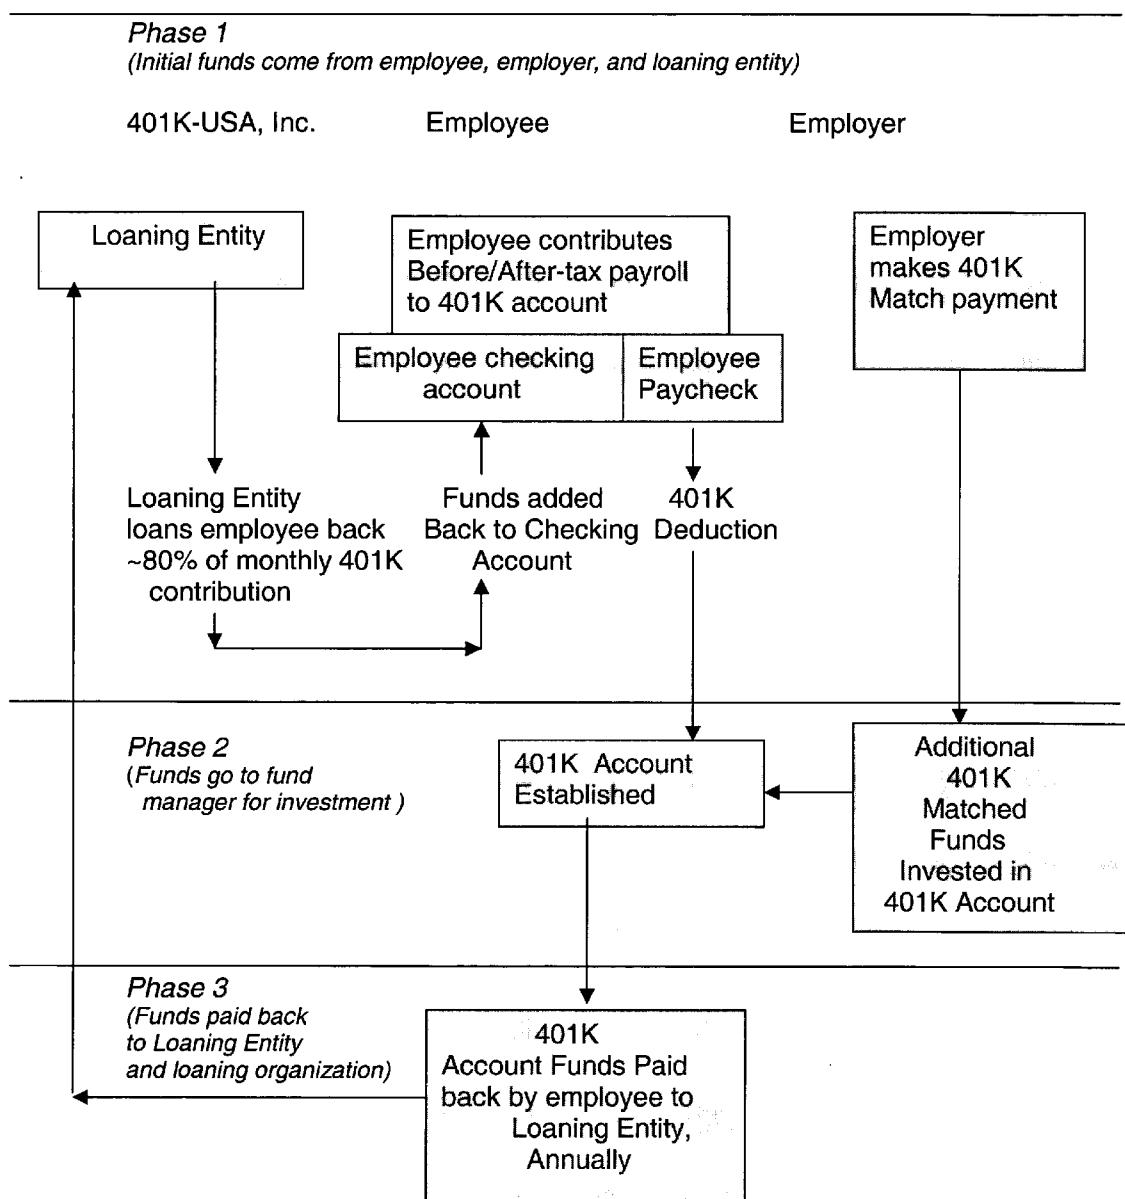 Phase 1
(Initial funds come from employee, employer, and loaning entity)
401K-USA, Inc.
Employee
Employer
Loaning Entity
Employee contributes
Before/After-tax payroll
to 401K account
Employer
makes 401K
Match payment
Employee checking
account
Employee
Paycheck
Loaning Entity
loans employee back
~80% of monthly 401K
contribution
Funds added
Back to Checking
Account
401K
Deduction
Phase 2
(Funds go to fund
manager for investment )
401K Account
Established
Additional
401K
Matched
Funds
Invested in
401K Account
Phase 3
(Funds paid back
to Loaning Entity
and loaning organization)
401K
Account Funds Paid
back by employee to
Loaning Entity,
Annually